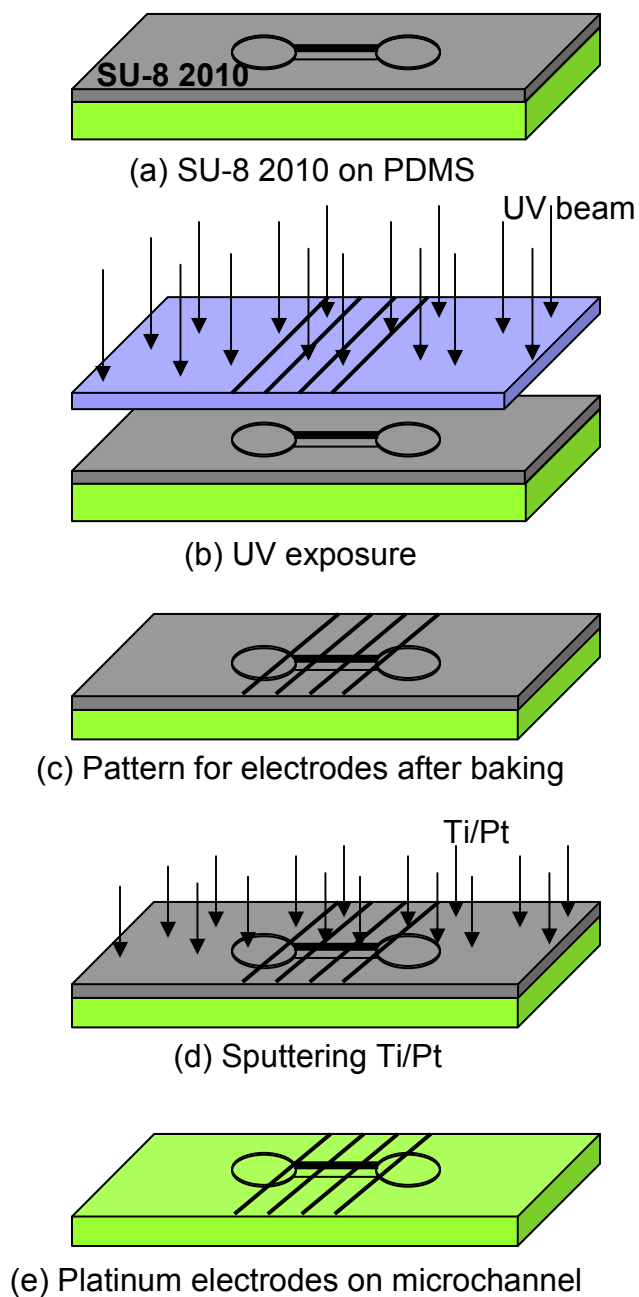 SU-8 2010
(a) SU-8 2010 on PDMS
UV beam
(b) UV exposure
(c) Pattern for electrodes after baking
Ti/Pt
(d) Sputtering Ti/Pt
(e) Platinum electrodes on microchannel